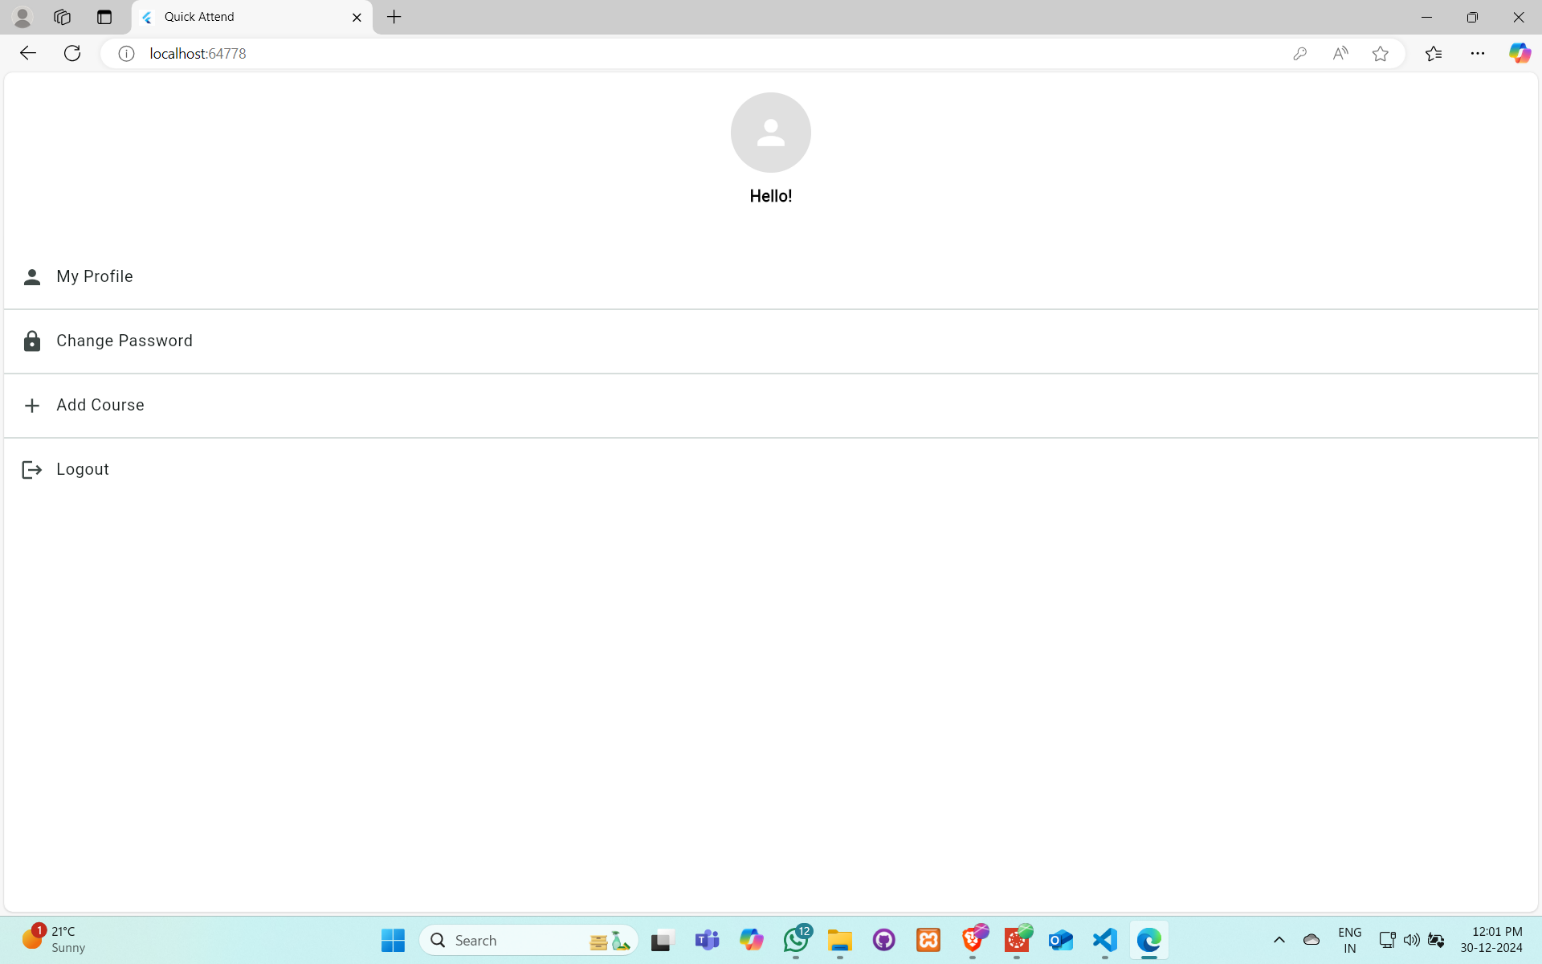 Quick Attend
localhost:64778
Hello!
My Profile
Change Password
Add Course
Logout
1
21°C
Sunny
Search
12
ENG
IN
12:01 PM
30-12-2024